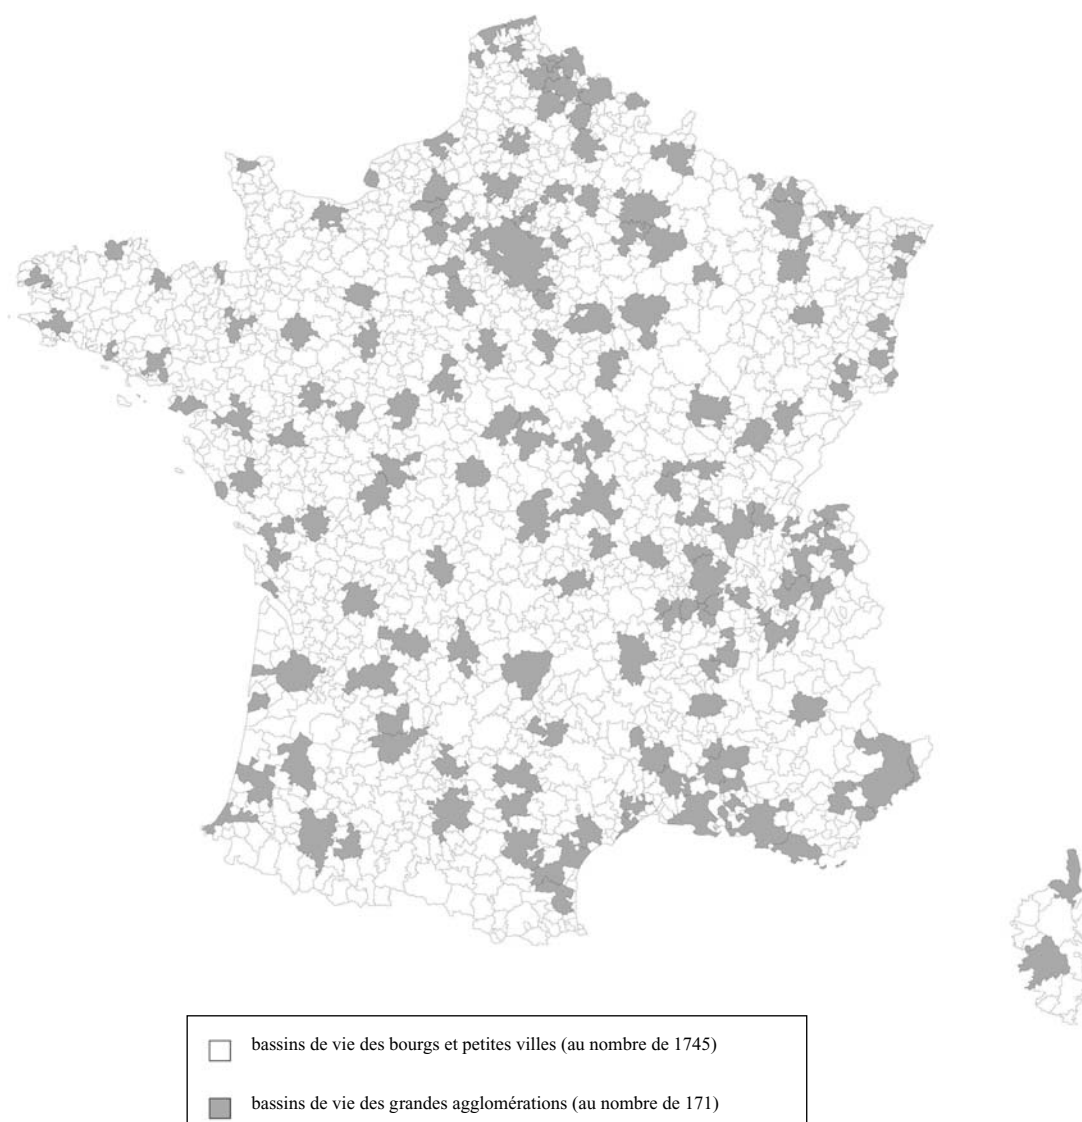 bassins de vie des bourgs et petites villes (au nombre de 1745)
bassins de vie des grandes agglomérations (au nombre de 171)